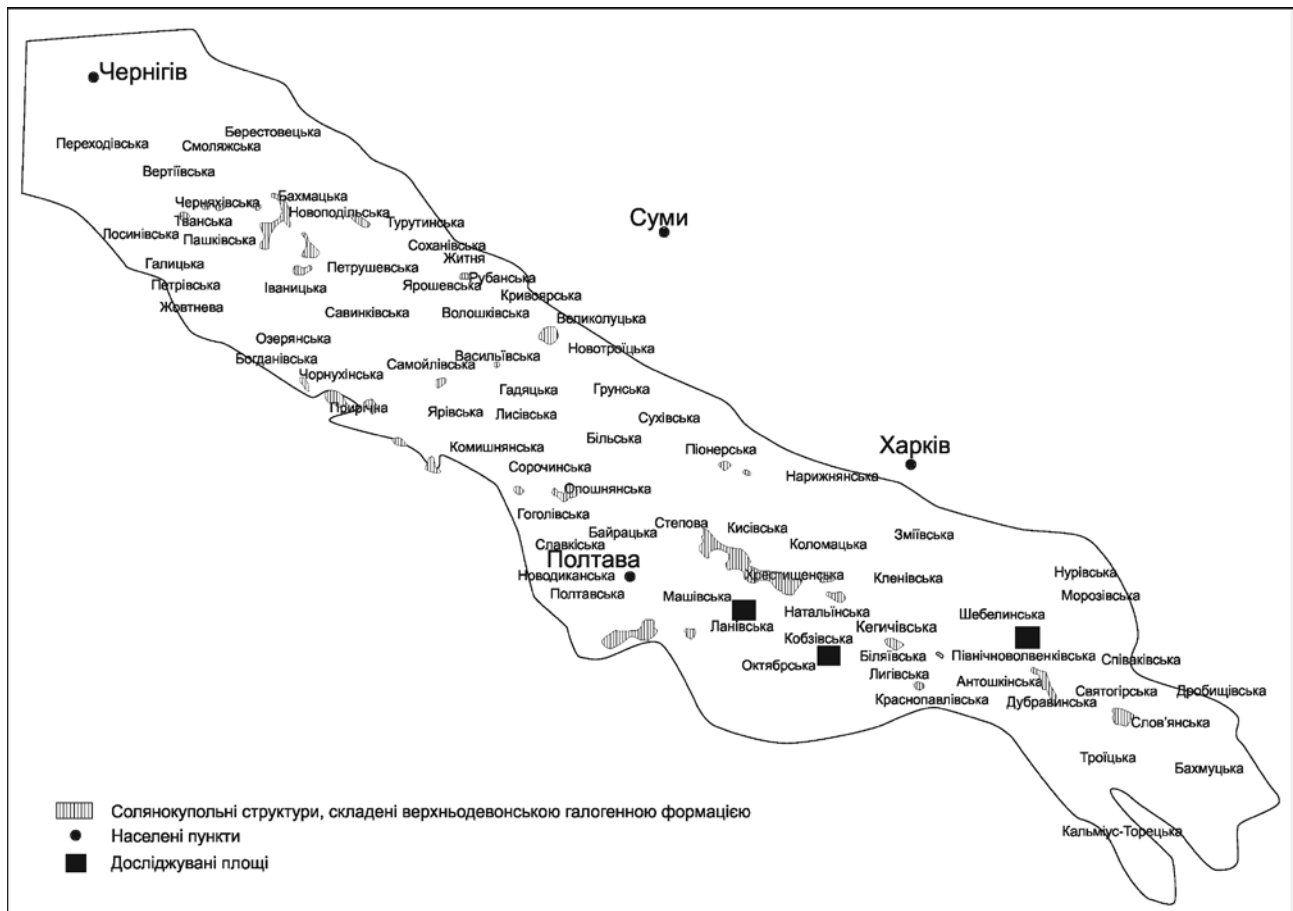 Чернігів
Берестовецька
Переходівська
Смоляжська
Вертіївська
Бахмацька
Черняхівська
Новоподільська
Суми
Тванська
Турутинська
Лосинівська
Пашківська
Соханівська
Житня
Галицька
Петрушевська
Рубанська
Петрівська
Іваницька
Ярошевська
Кривоярська
Жовтнева
Савинківська
Волошківська
Великолуцька
Озерянська
Новотроїцька
Богданівська
Васильївська
Самойлівська
Чорнухінська
Гадяцька
Грунська
Прирічна
Ярівська
Лисівська
Сухівська
Більська
Комишнянська
Піонерська
Харків
Сорочинська
Нарижнянська
Опошнянська
Гоголівська
Степова
Кисівська
Байрацька
Зміївська
Славкіська
Коломацька
Полтава
Новодиканська
Хрестищенська
Кленівська
Нурівська
Полтавська
Машівська
Морозівська
Натальїнська
Шебелинська
Ланівська
Кегичівська
Кобзівська
Біляївська
Північноволвенківська
Співаківська
Октябрська
Лигівська
Антошкінська
Святогірська
Дробищівська
Краснопавлівська
Дубравинська
Слов’янська
Троїцька
Бахмуцька
Кальміус-Торецька
Солянокупольні структури, складені верхньодевонською галогенною формацією
Населені пункти
Досліджувані площі